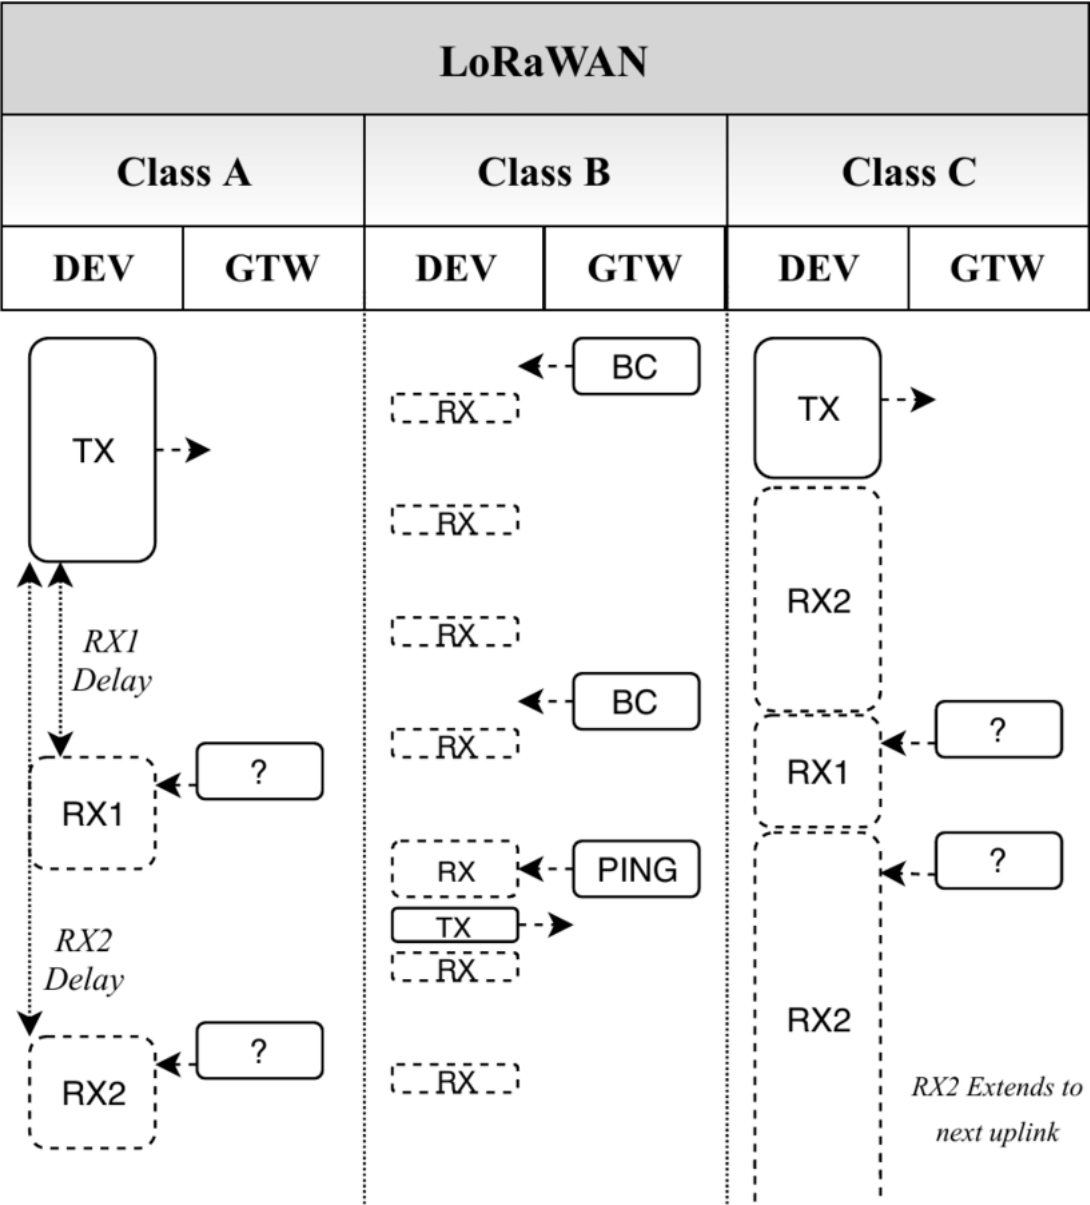 LoRaWAN
Class A
Class B
Class C
DEV
GTW
DEV
GTW
DEV
GTW
TX
RX1
Delay
?
RX1
RX2
Delay
?
RX2
BC
RX
RX
RX
BC
RX
RX
PING
TX
RX
RX
TX
RX2
?
RX1
?
RX2
RX2 Extends to
next uplink